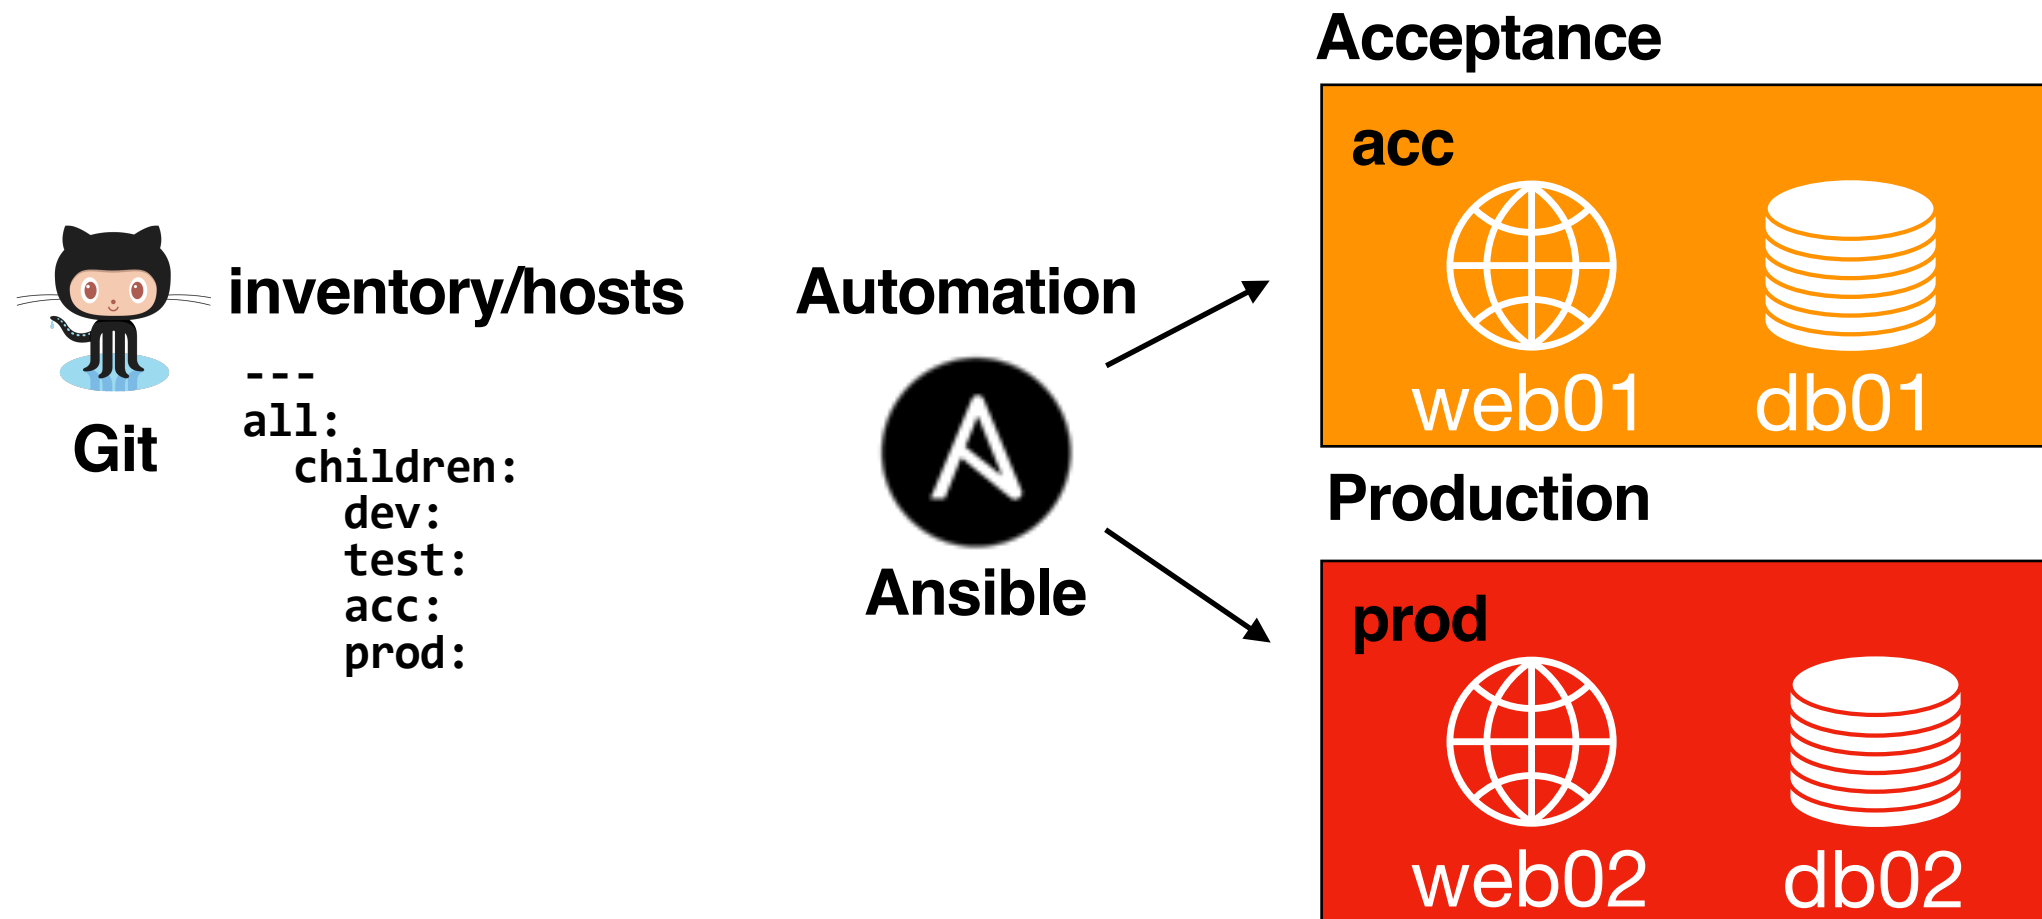 Git
inventory/hosts
---
all:
  children:
    dev:
    test:
    acc:
    prod:
Automation
Ansible
Acceptance
acc
web01 db01
Production
prod
web02 db02